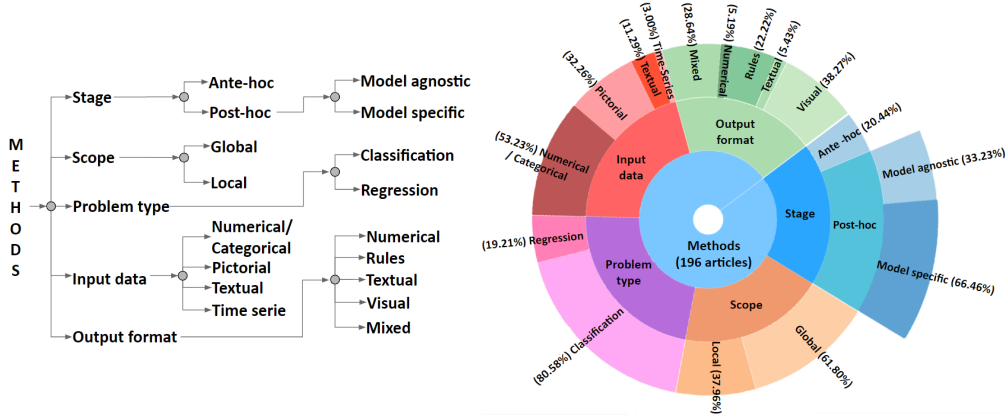 METHODS
Stage
Ante-hoc
Post-hoc
Model agnostic
Model specific
Scope
Global
Local
Problem type
Classification
Regression
Input data
Numerical/
Categorical
Pictorial
Textual
Time serie
Output format
Numerical
Rules
Textual
Visual
Mixed
Methods
(196 articles)
Stage
Ante -hoc (20.44%)
Post-hoc
Model agnostic (33.23%)
Model specific (66.46%)
Scope
Global (61.80%)
Local (37.96%)
Problem
type
(80.58%) Classification
(19.21%) Regression
Input
data
(53.23%) Numerical
/ Categorical
(32.26%) Pictorial
(11.29%) Textual
(3.00%) Time-Series
Output
format
(28.64%) Mixed
(5.19%) Numerical
Rules (22.22%)
Textual (5.43%)
Visual (38.27%)